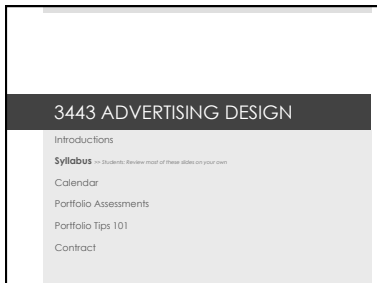 3443 ADVERTISING DESIGN
Introductions
Syllabus >> Students: Review most of these slides on your own
Calendar
Portfolio Assessments
Portfolio Tips 101
Contract